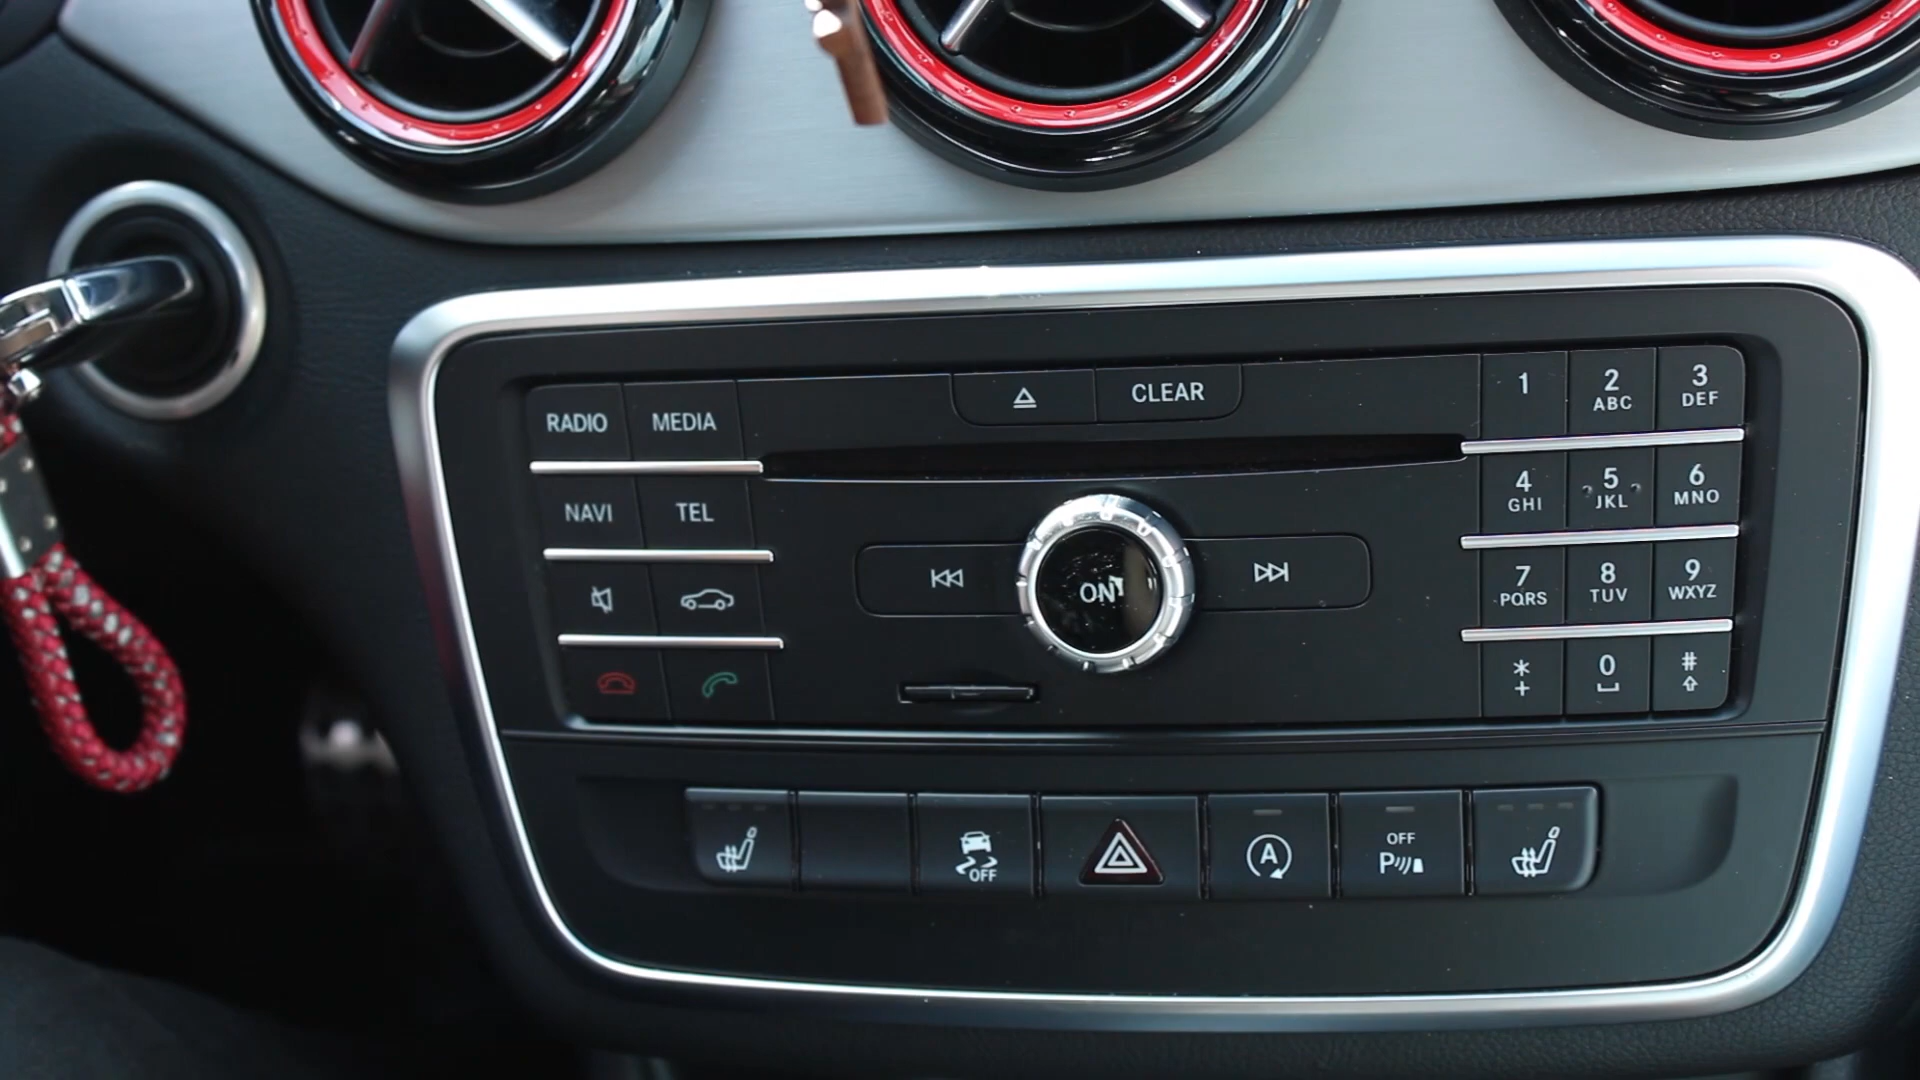 CLEAR
RADIO MEDIA
NAVI TEL
ON
1
2 ABC
3 DEF
4 GHI
5 JKL
6 MNO
7 PQRS
8 TUV
9 WXYZ
* +
0
#
OFF
A
OFF
P